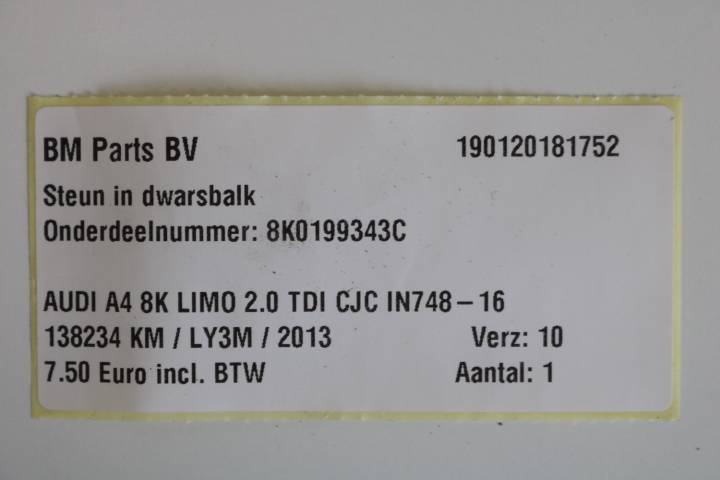 BM Parts BV 190120181752
Steun in dwarsbalk
Onderdeelnummer: 8K0199343C
AUDI A4 8K LIMO 2.0 TDI CJC IN748-16
138234 KM / LY3M / 2013 Verz: 10
7.50 Euro incl. BTW Aantal: 1